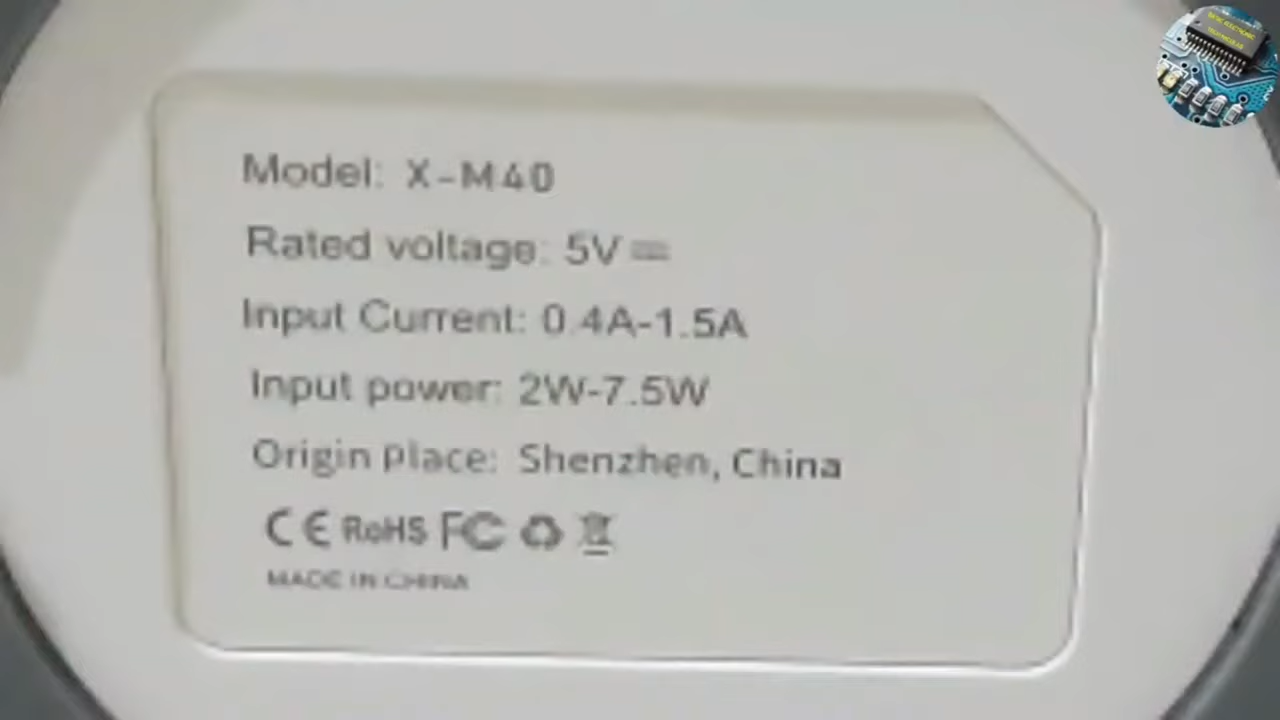 Model: X-M40
Rated voltage: 5V ⎓
Input Current: 0.4A-1.5A
Input power: 2W-7.5W
Origin Place: Shenzhen, China
CE RoHS FC
MADE IN CHINA